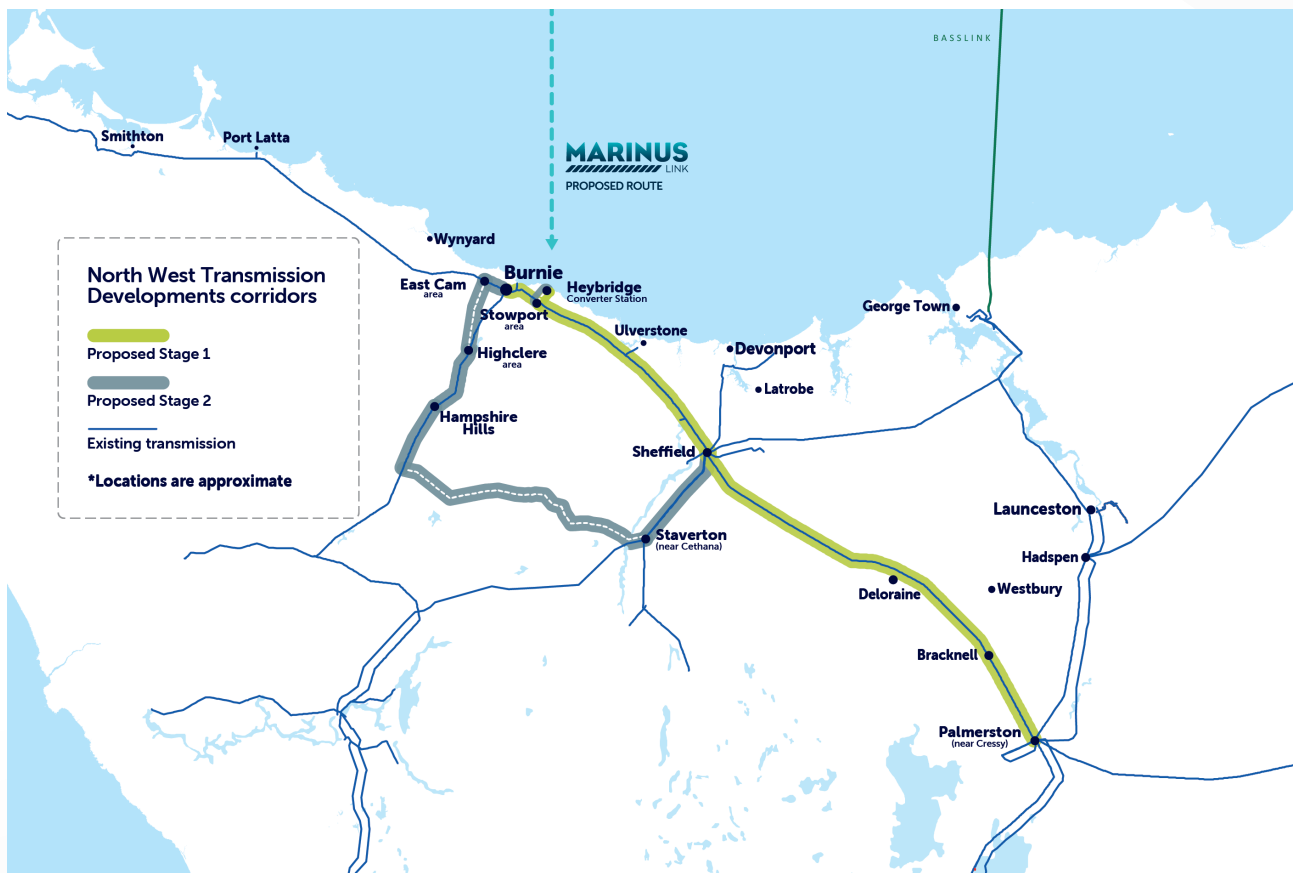 BASSLINK
Smithton
Port Latta
MARINUS
LINK
PROPOSED ROUTE
Wynyard
North West Transmission
Developments corridors
Proposed Stage 1
Proposed Stage 2
Existing transmission
*Locations are approximate
Burnie
East Cam
area
Heybridge
Converter Station
Stowport
area
George Town
Ulverstone
Devonport
Highclere
area
Latrobe
Hampshire
Hills
Sheffield
Launceston
Staverton
(near Cethana)
Hadspen
Deloraine
Westbury
Bracknell
Palmerston
(near Cressy)